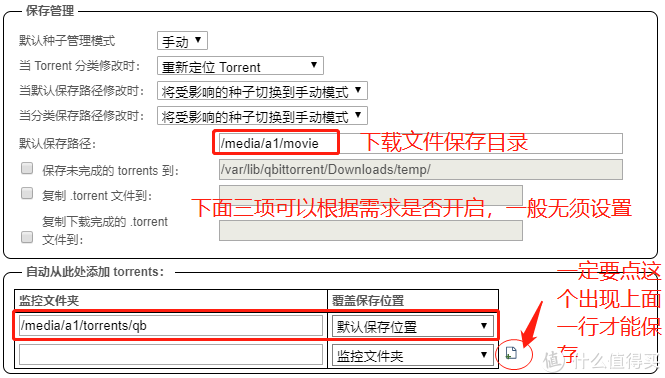 保存管理
默认种子管理模式 手动
当 Torrent 分类修改时： 重新定位 Torrent
当默认保存路径修改时： 将受影响的种子切换到手动模式
当分类保存路径修改时： 将受影响的种子切换到手动模式
默认保存路径： /media/a1/movie 下载文件保存目录
保存未完成的 torrents 到： /var/lib/qbittorrent/Downloads/temp/
复制 .torrent 文件到：
下面三项可以根据需求是否开启，一般无须设置
复制下载完成的 .torrent
文件到：
自动从此处添加 torrents：
监控文件夹 覆盖保存位置
/media/a1/torrents/qb 默认保存位置
监控文件夹
一定要点这
个出现上面
一行才能保
存
值 什么值得买